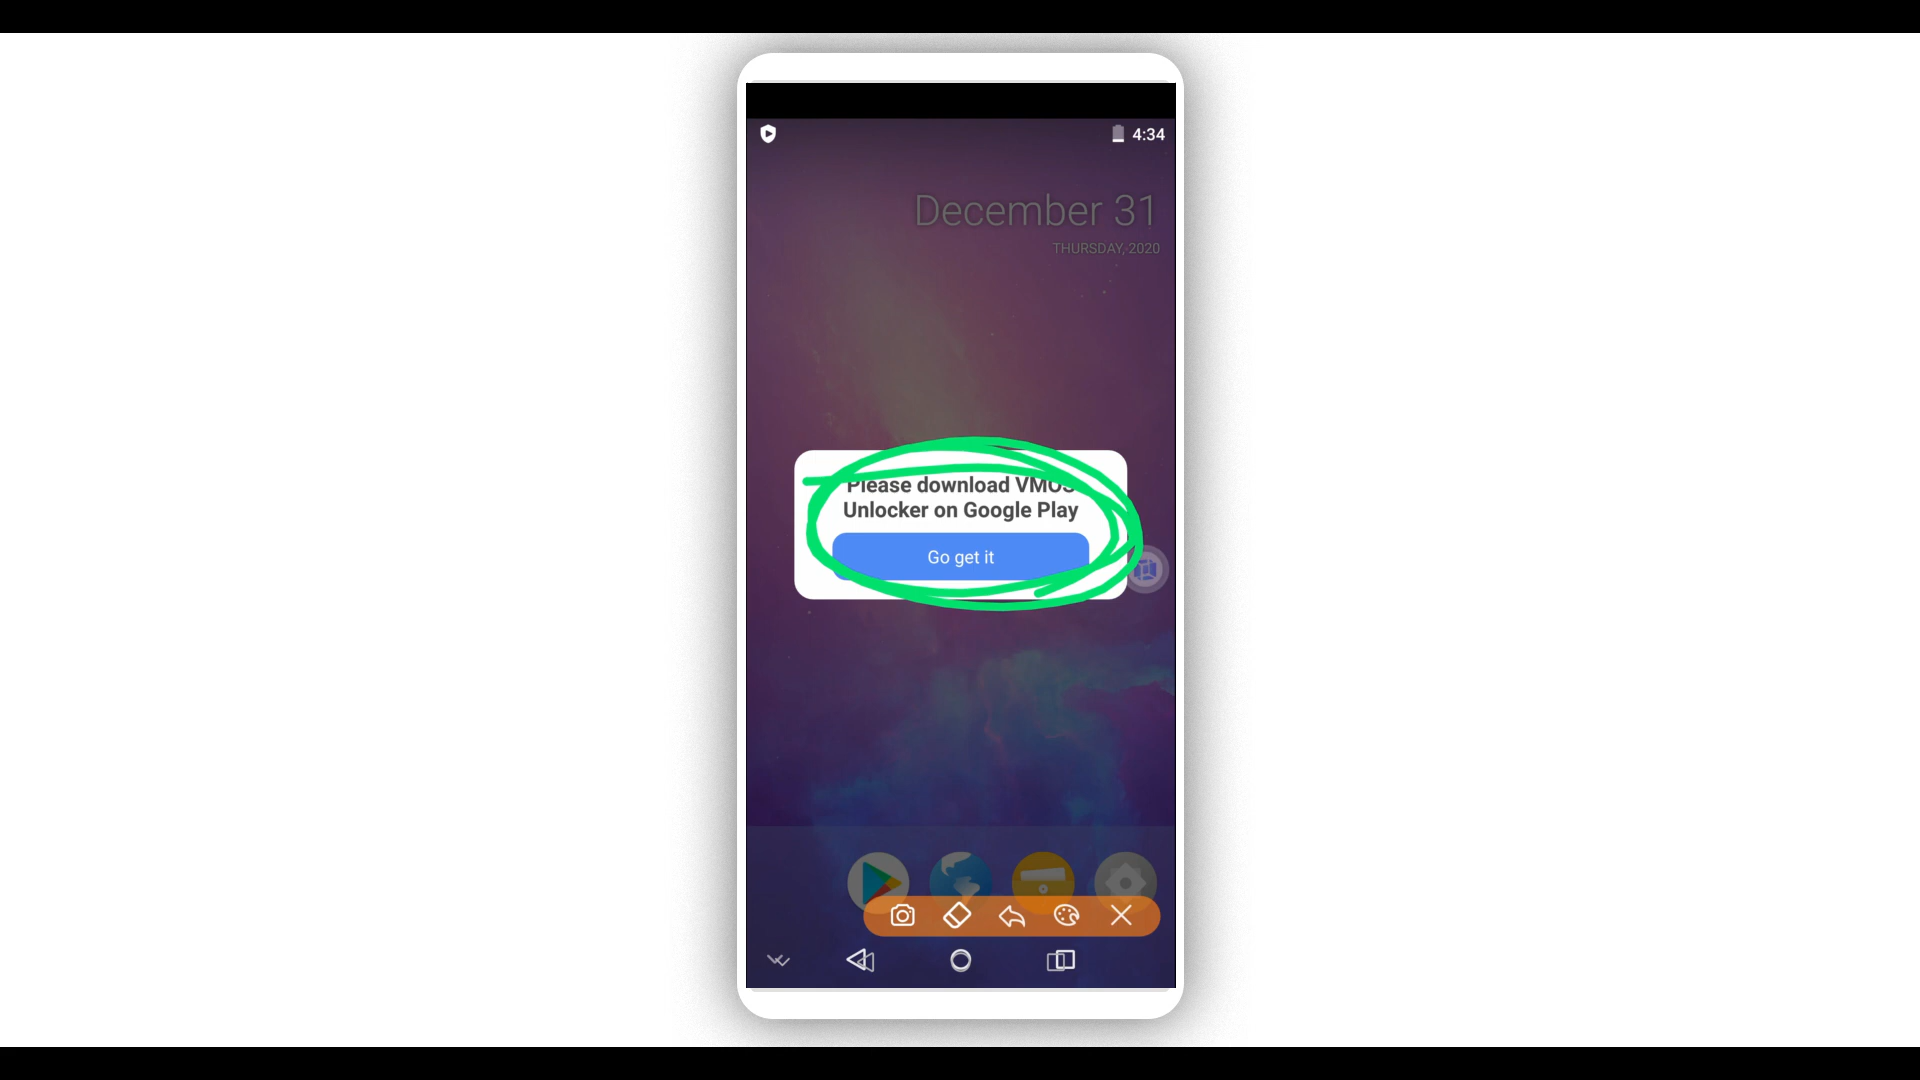 4:34
December 31
THURSDAY, 2020
Please download VMOS
Unlocker on Google Play
Go get it